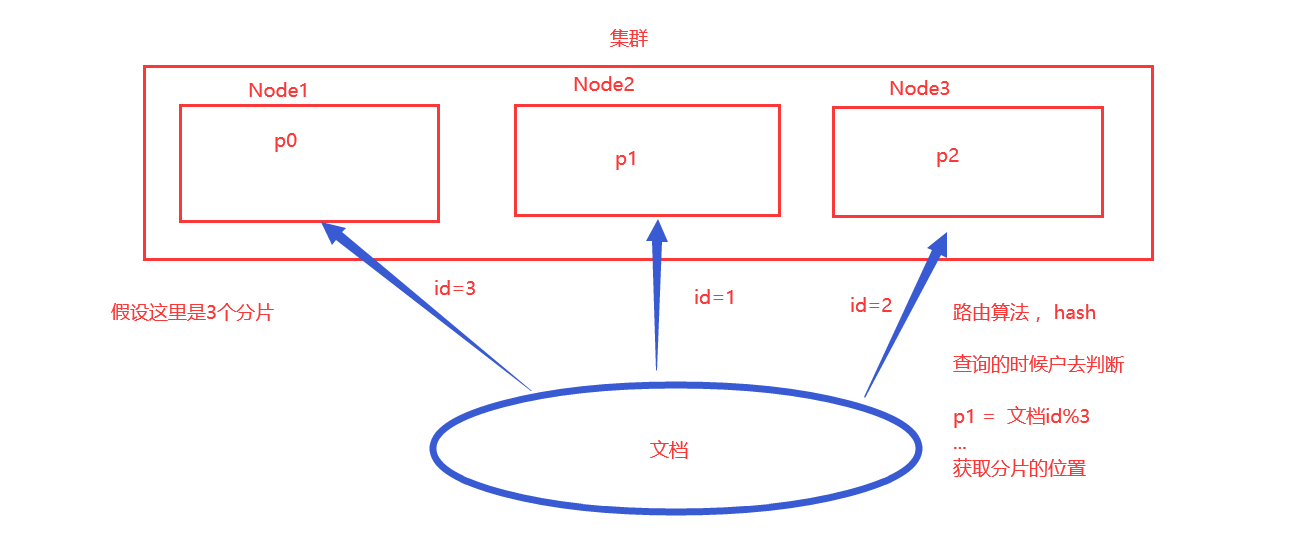 集群
Node1
Node2
Node3
p0
p1
p2
id=3
id=1
id=2
假设这里是3个分片
路由算法，hash
查询的时候户去判断
p1 = 文档id%3
...
获取分片的位置
文档